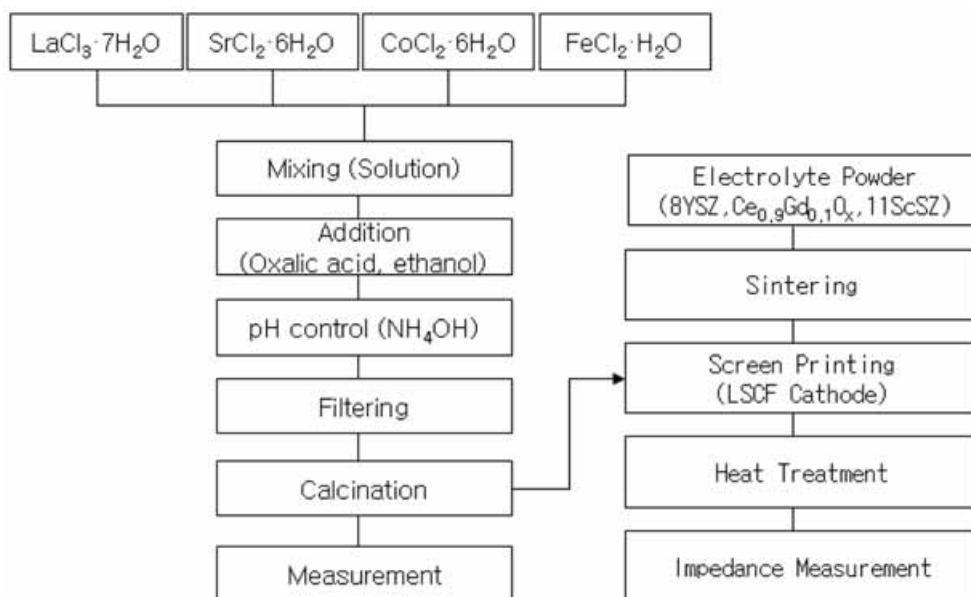 LaCl₃·7H₂O
SrCl₂·6H₂O
CoCl₂·6H₂O
FeCl₂·H₂O
Mixing (Solution)
Addition
(Oxalic acid, ethanol)
pH control (NH₄OH)
Filtering
Calcination
Measurement
Electrolyte Powder
(8YSZ,Ce₀,₉Gd₀,₁Oₓ,11ScSZ)
Sintering
Screen Printing
(LSCF Cathode)
Heat Treatment
Impedance Measurement